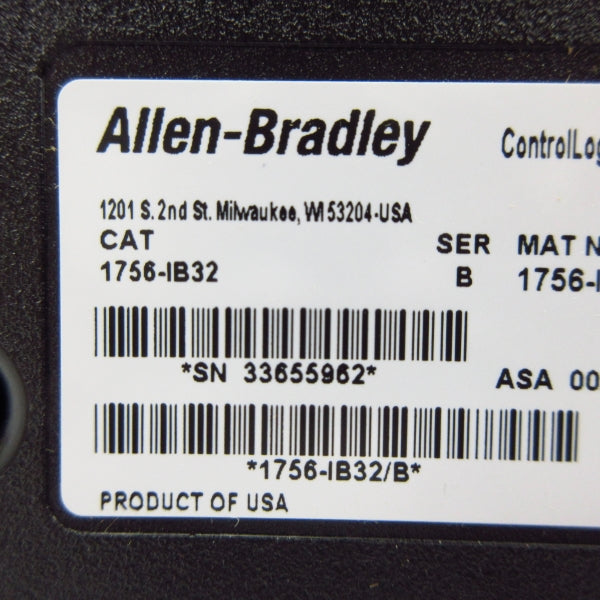 Allen-Bradley ControlLog
1201 S. 2nd St. Milwaukee, WI 53204-USA
CAT SER MAT N
1756-IB32 B 1756-I
*SN 33655962*
ASA 00
*1756-IB32/B*
PRODUCT OF USA